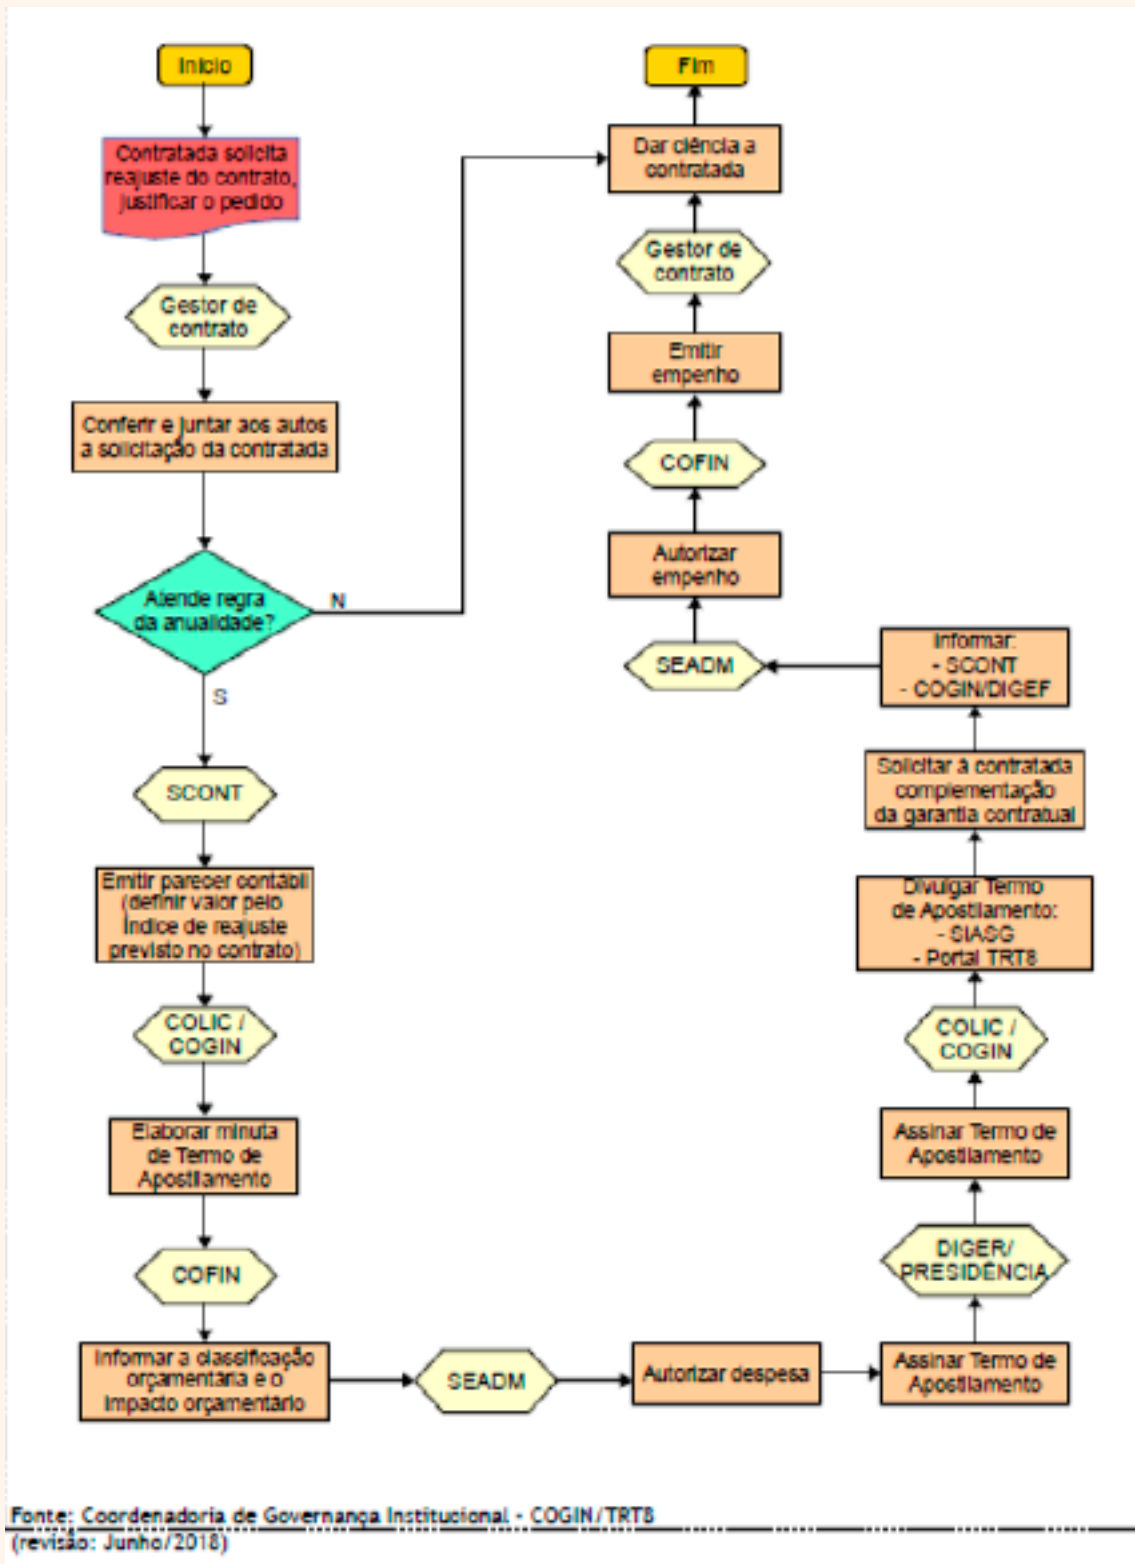 Início
Contratada solicita
reajuste do contrato,
justificar o pedido
Gestor de
contrato
Conferir e juntar aos autos
a solicitação da contratada
Atende regra
da anualidade?
N
S
SCONT
Emitir parecer contábil
(definir valor pelo
índice de reajuste
previsto no contrato)
COLIC /
COGIN
Elaborar minuta
de Termo de
Apostilamento
COFIN
Informar a classificação
orçamentária e o
impacto orçamentário
SEADM
Autorizar despesa
Assinar Termo de
Apostilamento
DIGER/
PRESIDÊNCIA
Assinar Termo de
Apostilamento
COLIC /
COGIN
Divulgar Termo
de Apostilamento:
- SIASG
- Portal TRT8
Solicitar à contratada
complementação
da garantia contratual
Informar:
- SCONT
- COGIN/DIGEF
SEADM
Autorizar
empenho
COFIN
Emitir
empenho
Gestor de
contrato
Dar ciência a
contratada
Fim
Fonte: Coordenadoria de Governança Institucional - COGIN/TRT8
(revisão: Junho/2018)